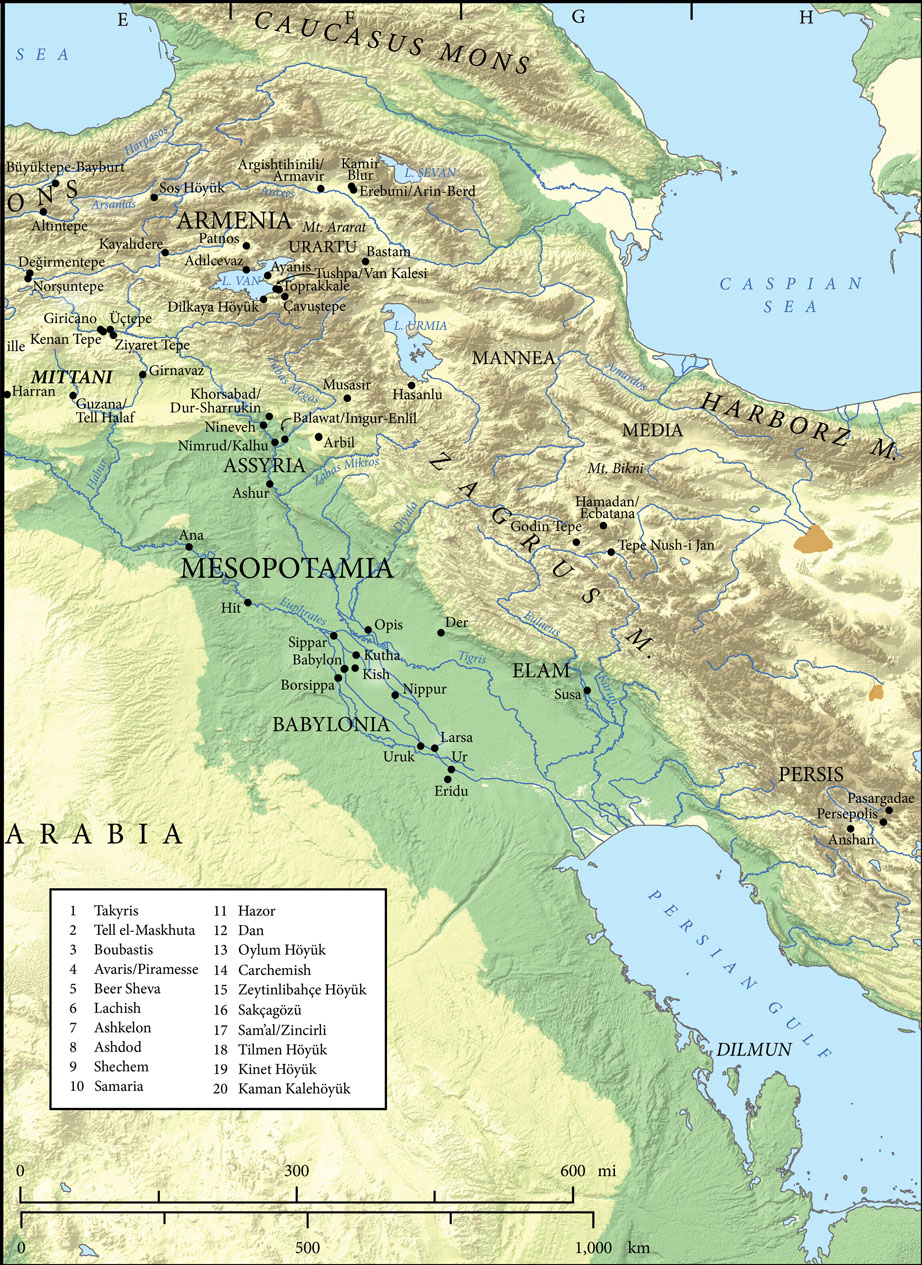 E
F
G
H
CAUCASUS MONS
SEA
Harpasos
Büyüktepe-Bayburt
ONS
Altıntepe
Arsanias
Sos Höyük
Argishtihinili/
Armavir
Kamir
Blur
Erebuni/Arin-Berd
L. SEVAN
Araxes
ARMENIA
Mt. Ararat
Patnos
URARTU
Kayalıdere
Bastam
Adilcevaz
Ayanis
Tushpa/Van Kalesi
L. VAN
Toprakkale
Değirmentepe
Norşuntepe
Dilkaya Höyük
Çavuştepe
CASPIAN
SEA
Giricano
Üçtepe
Kenan Tepe
Ziyaret Tepe
ille
L. URMIA
MANNEA
MITTANI
Girnavaz
Zabas Megas
Musasir
Hasanlu
Amardos
Harran
Guzana/
Tell Halaf
Khorsabad/
Dur-Sharrukin
Balawat/Imgur-Enlil
Nineveh
Nimrud/Kalhu
Arbil
HARBORZ M.
MEDIA
ASSYRIA
Zabas Mikros
Mt. Bikni
Habur
Ashur
ZAGRUS M.
Diyala
Hamadan/
Ecbatana
Godin Tepe
Tepe Nush-i Jan
Ana
MESOPOTAMIA
Hit
Euphrates
Opis
Der
Eulaeus
Sippar
Babylon
Kutha
Kish
Tigris
ELAM
Borsippa
Nippur
Susa
BABYLONIA
Larsa
Uruk
Ur
Eridu
PERSIS
Pasargadae
Persepolis
Anshan
ARABIA
PERSIAN GULF
DILMUN
1 Takyris
2 Tell el-Maskhuta
3 Boubastis
4 Avaris/Piramesse
5 Beer Sheva
6 Lachish
7 Ashkelon
8 Ashdod
9 Shechem
10 Samaria
11 Hazor
12 Dan
13 Oylum Höyük
14 Carchemish
15 Zeytinlibahçe Höyük
16 Sakçagözü
17 Sam'al/Zincirli
18 Tilmen Höyük
19 Kinet Höyük
20 Kaman Kalehöyük
0 300 600 mi
0 500 1,000 km